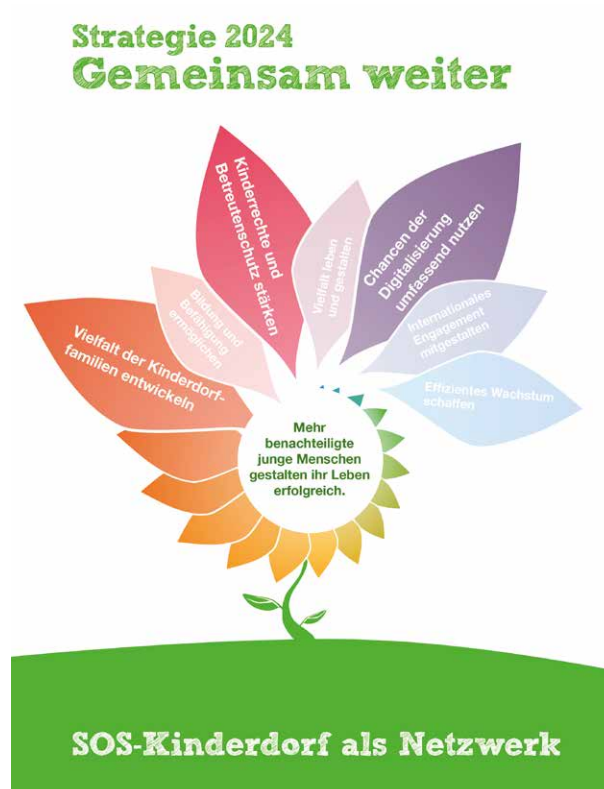 Strategie 2024
Gemeinsam weiter
Vielfalt der Kinderdorf-
familien entwickeln
Bildung und
Befähigung
ermöglichen
Kinderrechte und
Betreutenschutz stärken
Vielfalt leben
und gestalten
Chancen der
Digitalisierung
umfassend nutzen
Internationales
Engagement
mitgestalten
Effizientes Wachstum
schaffen
Mehr
benachteiligte
junge Menschen
gestalten ihr Leben
erfolgreich.
SOS-Kinderdorf als Netzwerk